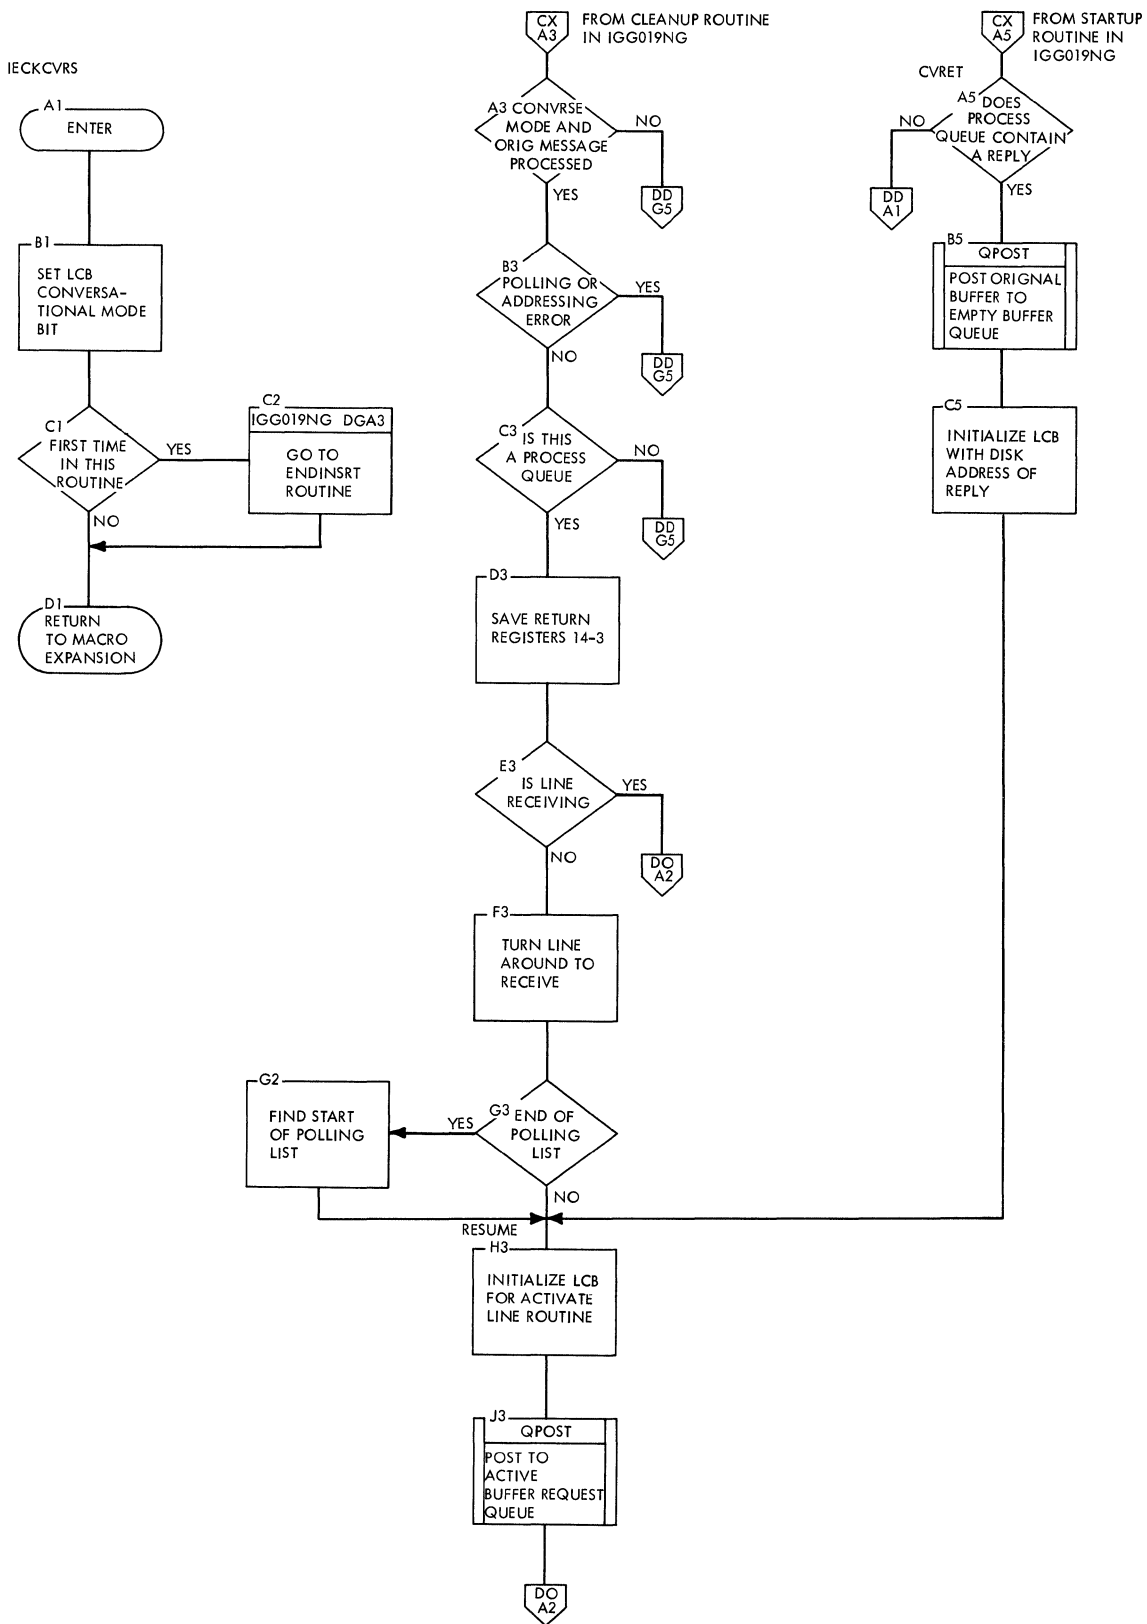 IECKCVRS
A1
ENTER
B1
SET LCB
CONVERSA-
TIONAL MODE
BIT
C1
FIRST TIME
IN THIS
ROUTINE
YES
NO
C2
IGG019NG DGA3
GO TO
ENDINSRT
ROUTINE
D1
RETURN
TO MACRO
EXPANSION
CX
A3
FROM CLEANUP ROUTINE
IN IGG019NG
A3 CONVRSE
MODE AND
ORIG MESSAGE
PROCESSED
NO
DD
G5
YES
B3
POLLING OR
ADDRESSING
ERROR
YES
DD
G5
NO
C3
IS THIS
A PROCESS
QUEUE
NO
DD
G5
YES
D3
SAVE RETURN
REGISTERS 14-3
E3
IS LINE
RECEIVING
YES
DO
A2
NO
F3
TURN LINE
AROUND TO
RECEIVE
G3
END OF
POLLING
LIST
YES
G2
FIND START
OF POLLING
LIST
NO
RESUME
H3
INITIALIZE LCB
FOR ACTIVATE
LINE ROUTINE
J3
QPOST
POST TO
ACTIVE
BUFFER REQUEST
QUEUE
DO
A2
CX
A5
FROM STARTUP
ROUTINE IN
IGG019NG
CVRET
A5 DOES
PROCESS
QUEUE CONTAIN
A REPLY
NO
DD
A1
YES
B5
QPOST
POST ORIGNAL
BUFFER TO
EMPTY BUFFER
QUEUE
C5
INITIALIZE LCB
WITH DISK
ADDRESS OF
REPLY